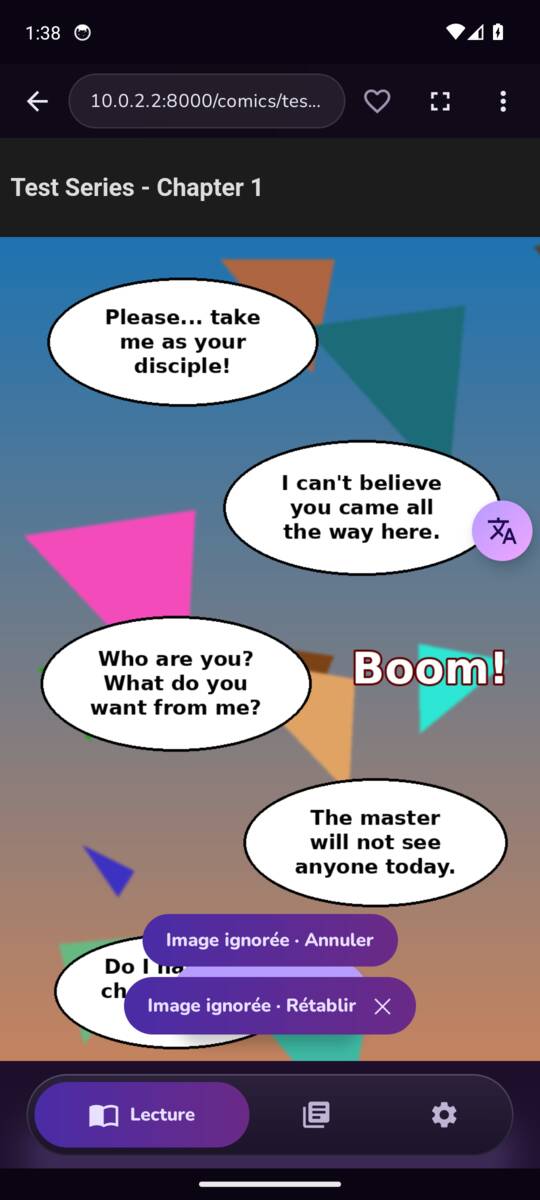 1:38
10.0.2.2:8000/comics/tes...
Test Series - Chapter 1
Please... take
me as your
disciple!
I can't believe
you came all
the way here.
Who are you?
What do you
want from me?
Boom!
The master
will not see
anyone today.
Do I
Image ignorée · Annuler
Image ignorée · Rétablir
Lecture